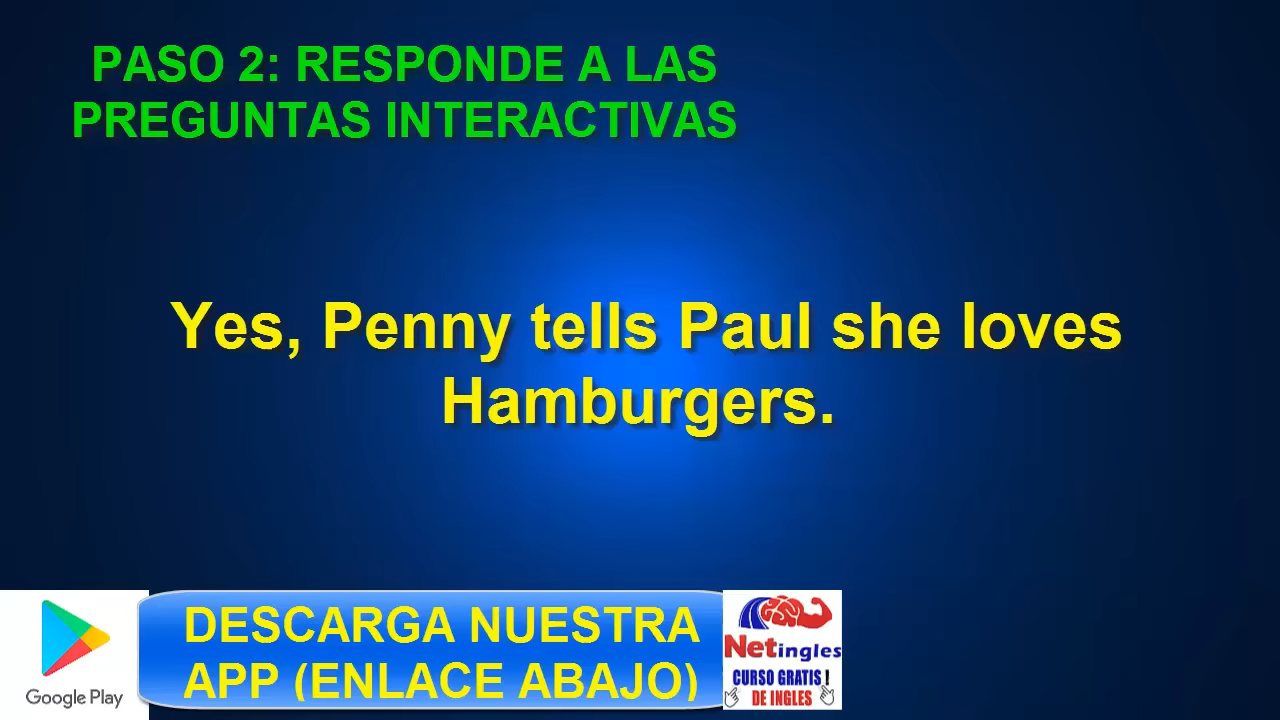 PASO 2: RESPONDE A LAS
PREGUNTAS INTERACTIVAS
Yes, Penny tells Paul she loves
Hamburgers.
DESCARGA NUESTRA
APP (ENLACE ABAJO)
Google Play
Netingles
CURSO GRATIS!
DE INGLES